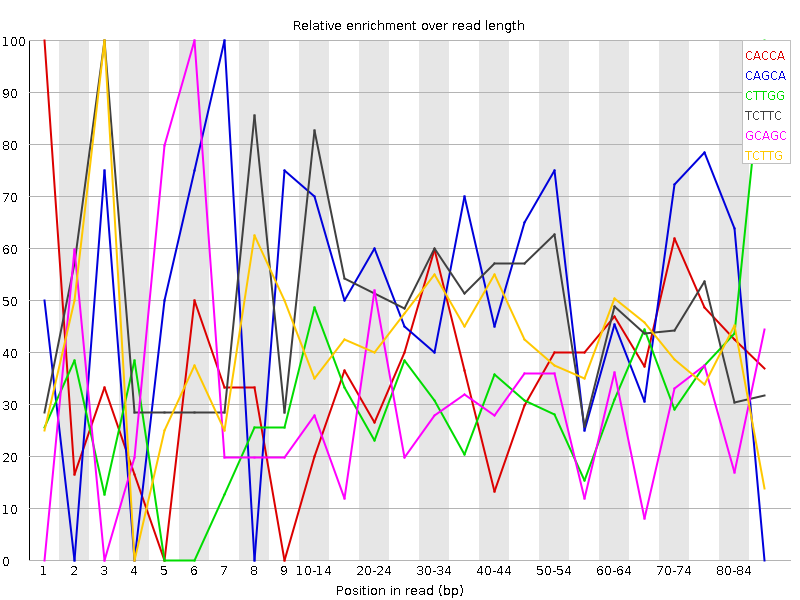 Relative enrichment over read length
100
90
80
70
60
50
40
30
20
10
0
CACCA
CAGCA
CTTGG
TCTTC
GCAGC
TCTTG
1 2 3 4 5 6 7 8 9 10-14 20-24 30-34 40-44 50-54 60-64 70-74 80-84
Position in read (bp)